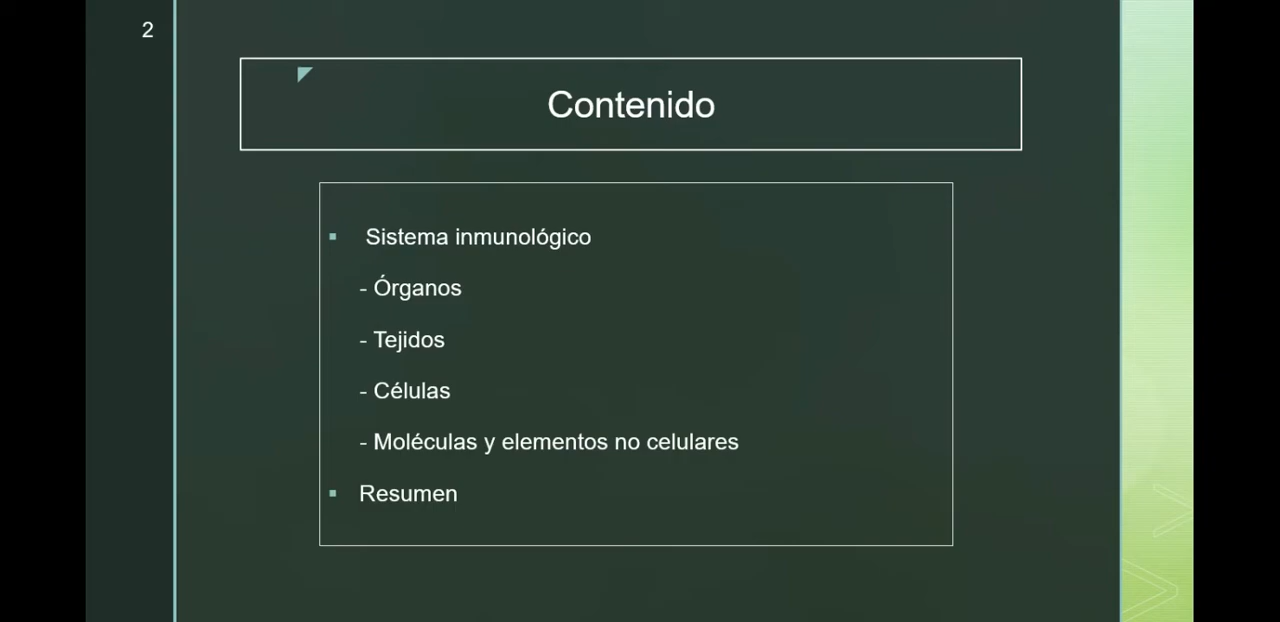 2
Contenido
▪ Sistema inmunológico
- Órganos
- Tejidos
- Células
- Moléculas y elementos no celulares
▪ Resumen